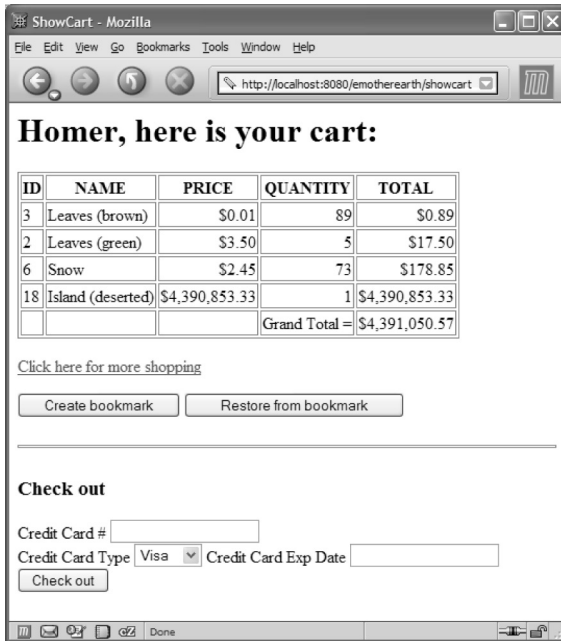 ShowCart - Mozilla
File Edit View Go Bookmarks Tools Window Help
http://localhost:8080/emotherearth/showcart
Homer, here is your cart:
ID NAME PRICE QUANTITY TOTAL
3 Leaves (brown) $0.01 89 $0.89
2 Leaves (green) $3.50 5 $17.50
6 Snow $2.45 73 $178.85
18 Island (deserted) $4,390,853.33 1 $4,390,853.33
Grand Total = $4,391,050.57
Click here for more shopping
Create bookmark Restore from bookmark
Check out
Credit Card #
Credit Card Type Visa Credit Card Exp Date
Check out
Done